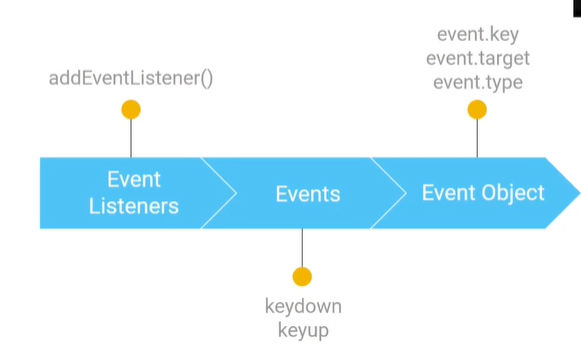 addEventListener()
event.key
event.target
event.type
Event
Listeners
Events
Event Object
keydown
keyup